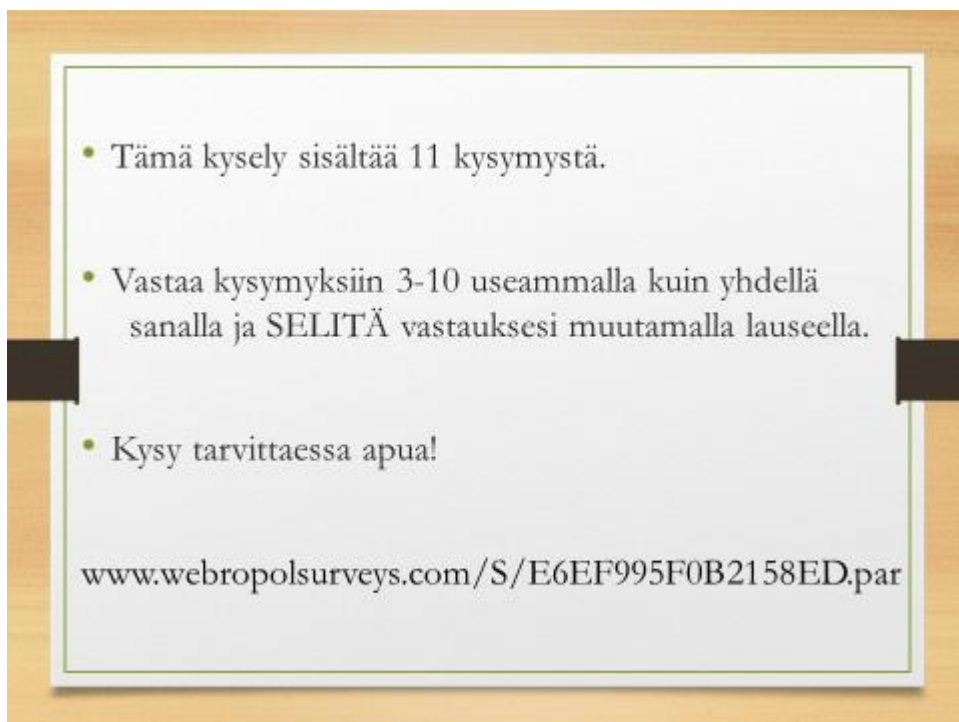 • Tämä kysely sisältää 11 kysymystä.
• Vastaa kysymyksiin 3-10 useammalla kuin yhdellä
sanalla ja SELITÄ vastauksesi muutamalla lauseella.
• Kysy tarvittaessa apua!
www.webropolsurveys.com/S/E6EF995F0B2158ED.par